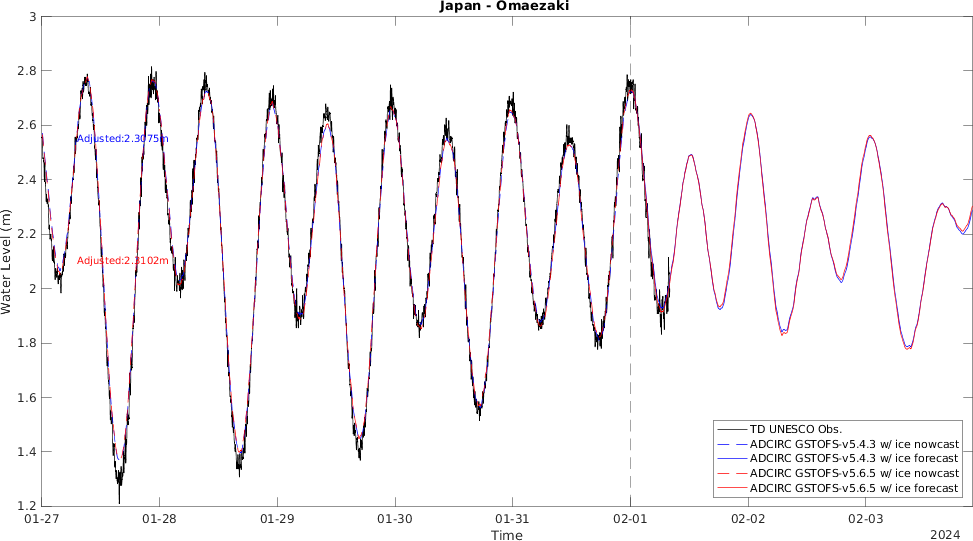 Japan - Omaezaki
3
2.8
2.6
2.4
2.2
2
1.8
1.6
1.4
1.2
Water Level (m)
Adjusted:2.3075m
Adjusted:2.3102m
TD UNESCO Obs.
ADCIRC GSTOFS-v5.4.3 w/ ice nowcast
ADCIRC GSTOFS-v5.4.3 w/ ice forecast
ADCIRC GSTOFS-v5.6.5 w/ ice nowcast
ADCIRC GSTOFS-v5.6.5 w/ ice forecast
01-27 01-28 01-29 01-30 01-31 02-01 02-02 02-03
Time
2024